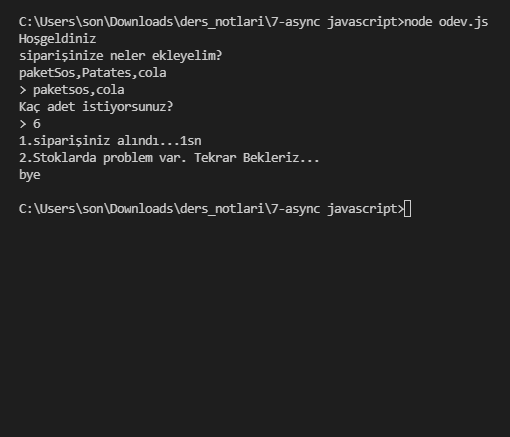 C:\Users\son\Downloads\ders_notlari\7-async javascript>node odev.js
Hoşgeldiniz
siparişinize neler ekleyelim?
paketSos,Patates,cola
> paketsos,cola
Kaç adet istiyorsunuz?
> 6
1.siparişiniz alındı...1sn
2.Stoklarda problem var. Tekrar Bekleriz...
bye
C:\Users\son\Downloads\ders_notlari\7-async javascript>